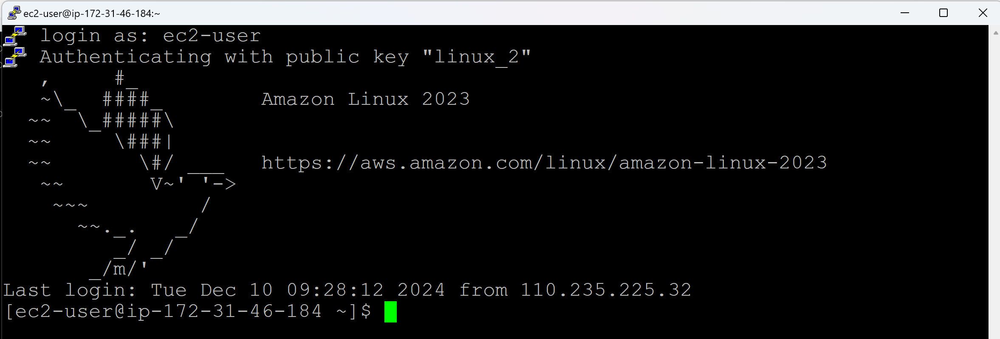 ec2-user@ip-172-31-46-184:~
login as: ec2-user
Authenticating with public key "linux_2"
   ,     #_
   ~\_  ####_        Amazon Linux 2023
  ~~  \_#####\
  ~~     \###|
  ~~       \#/ ___   https://aws.amazon.com/linux/amazon-linux-2023
   ~~       V~' '->
    ~~~         /
      ~~._.   _/
         _/ _/
       _/m/'
Last login: Tue Dec 10 09:28:12 2024 from 110.235.225.32
[ec2-user@ip-172-31-46-184 ~]$